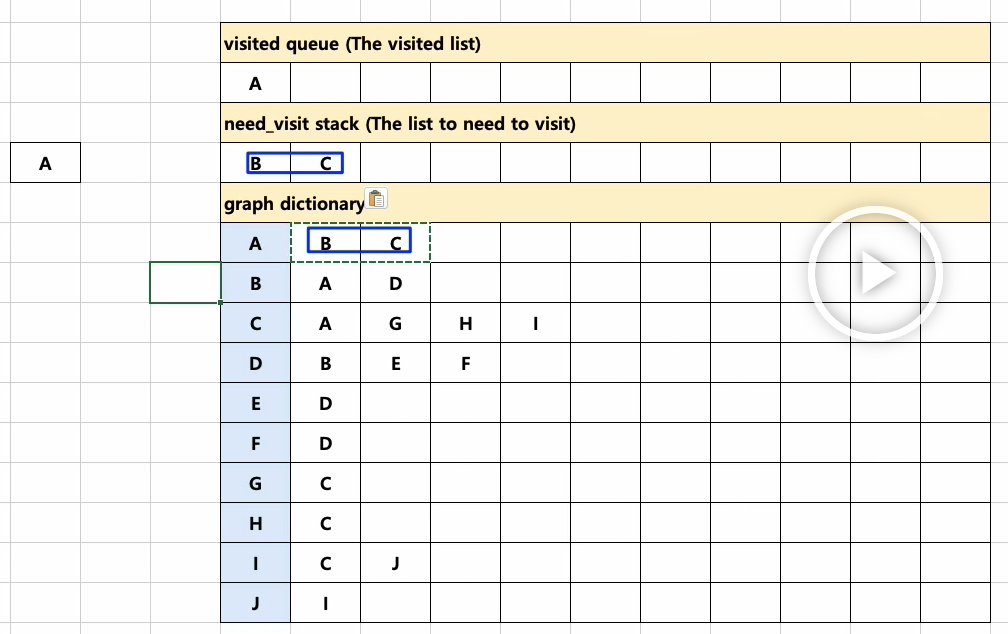 visited queue (The visited list)
A
need_visit stack (The list to need to visit)
A B C
graph dictionary
A B C
B A D
C A G H I
D B E F
E D
F D
G C
H C
I C J
J I